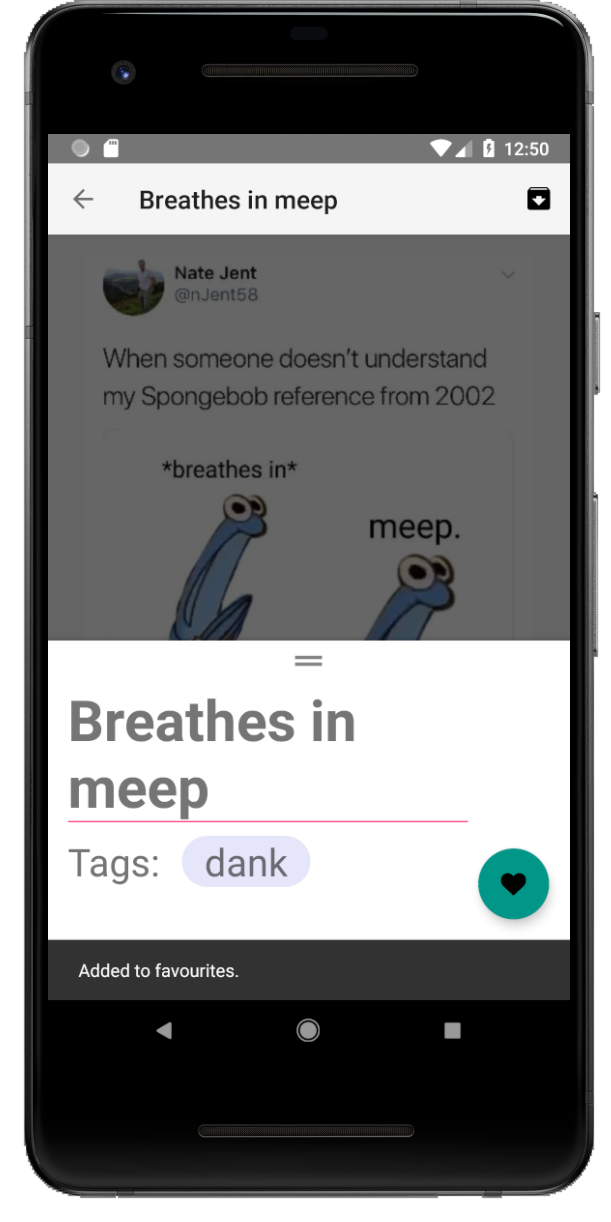 12:50
Breathes in meep
Nate Jent
@nJent58
When someone doesn't understand
my Spongebob reference from 2002
*breathes in*
meep.
Breathes in
meep
Tags: dank
Added to favourites.